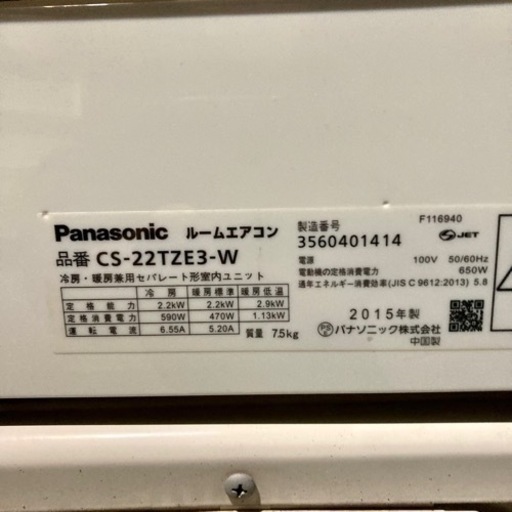 F116940
Panasonic ルームエアコン
製造番号
3560401414
JET
品番 CS-22TZE3-W
電源 100V 50/60Hz
冷房・暖房兼用セパレート形室内ユニット
電動機の定格消費電力 650W
通年エネルギー消費効率(JIS C 9612:2013) 5.8
冷房 暖房標準 暖房低温
定格能力 2.2kW 2.2kW 2.9kW
定格消費電力 590W 470W 1.13kW
運転電流 6.55A 5.20A
質量 7.5kg
2015年製
パナソニック株式会社
中国製